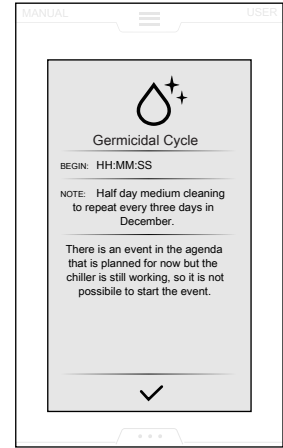 MANUAL USER
Germicidal Cycle
BEGIN: HH:MM:SS
NOTE: Half day medium cleaning
to repeat every three days in
December.
There is an event in the agenda
that is planned for now but the
chiller is still working, so it is not
possibile to start the event.